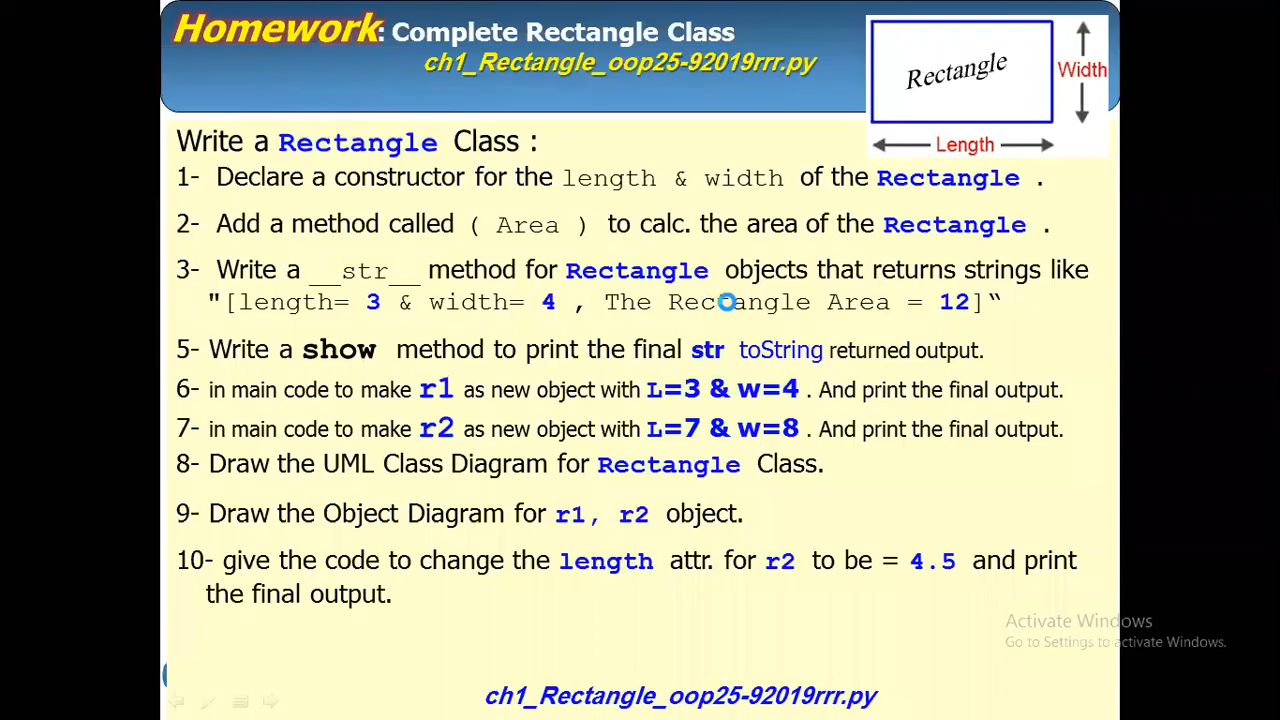 Homework: Complete Rectangle Class
ch1_Rectangle_oop25-92019rrr.py
Rectangle
Width
Length
Write a Rectangle Class :
1- Declare a constructor for the length & width of the Rectangle .
2- Add a method called ( Area ) to calc. the area of the Rectangle .
3- Write a __str__ method for Rectangle objects that returns strings like
"[length= 3 & width= 4 , The Rectangle Area = 12]“
5- Write a show method to print the final str toString returned output.
6- in main code to make r1 as new object with L=3 & w=4 . And print the final output.
7- in main code to make r2 as new object with L=7 & w=8 . And print the final output.
8- Draw the UML Class Diagram for Rectangle Class.
9- Draw the Object Diagram for r1, r2 object.
10- give the code to change the length attr. for r2 to be = 4.5 and print
the final output.
Activate Windows
Go to Settings to activate Windows.
ch1_Rectangle_oop25-92019rrr.py